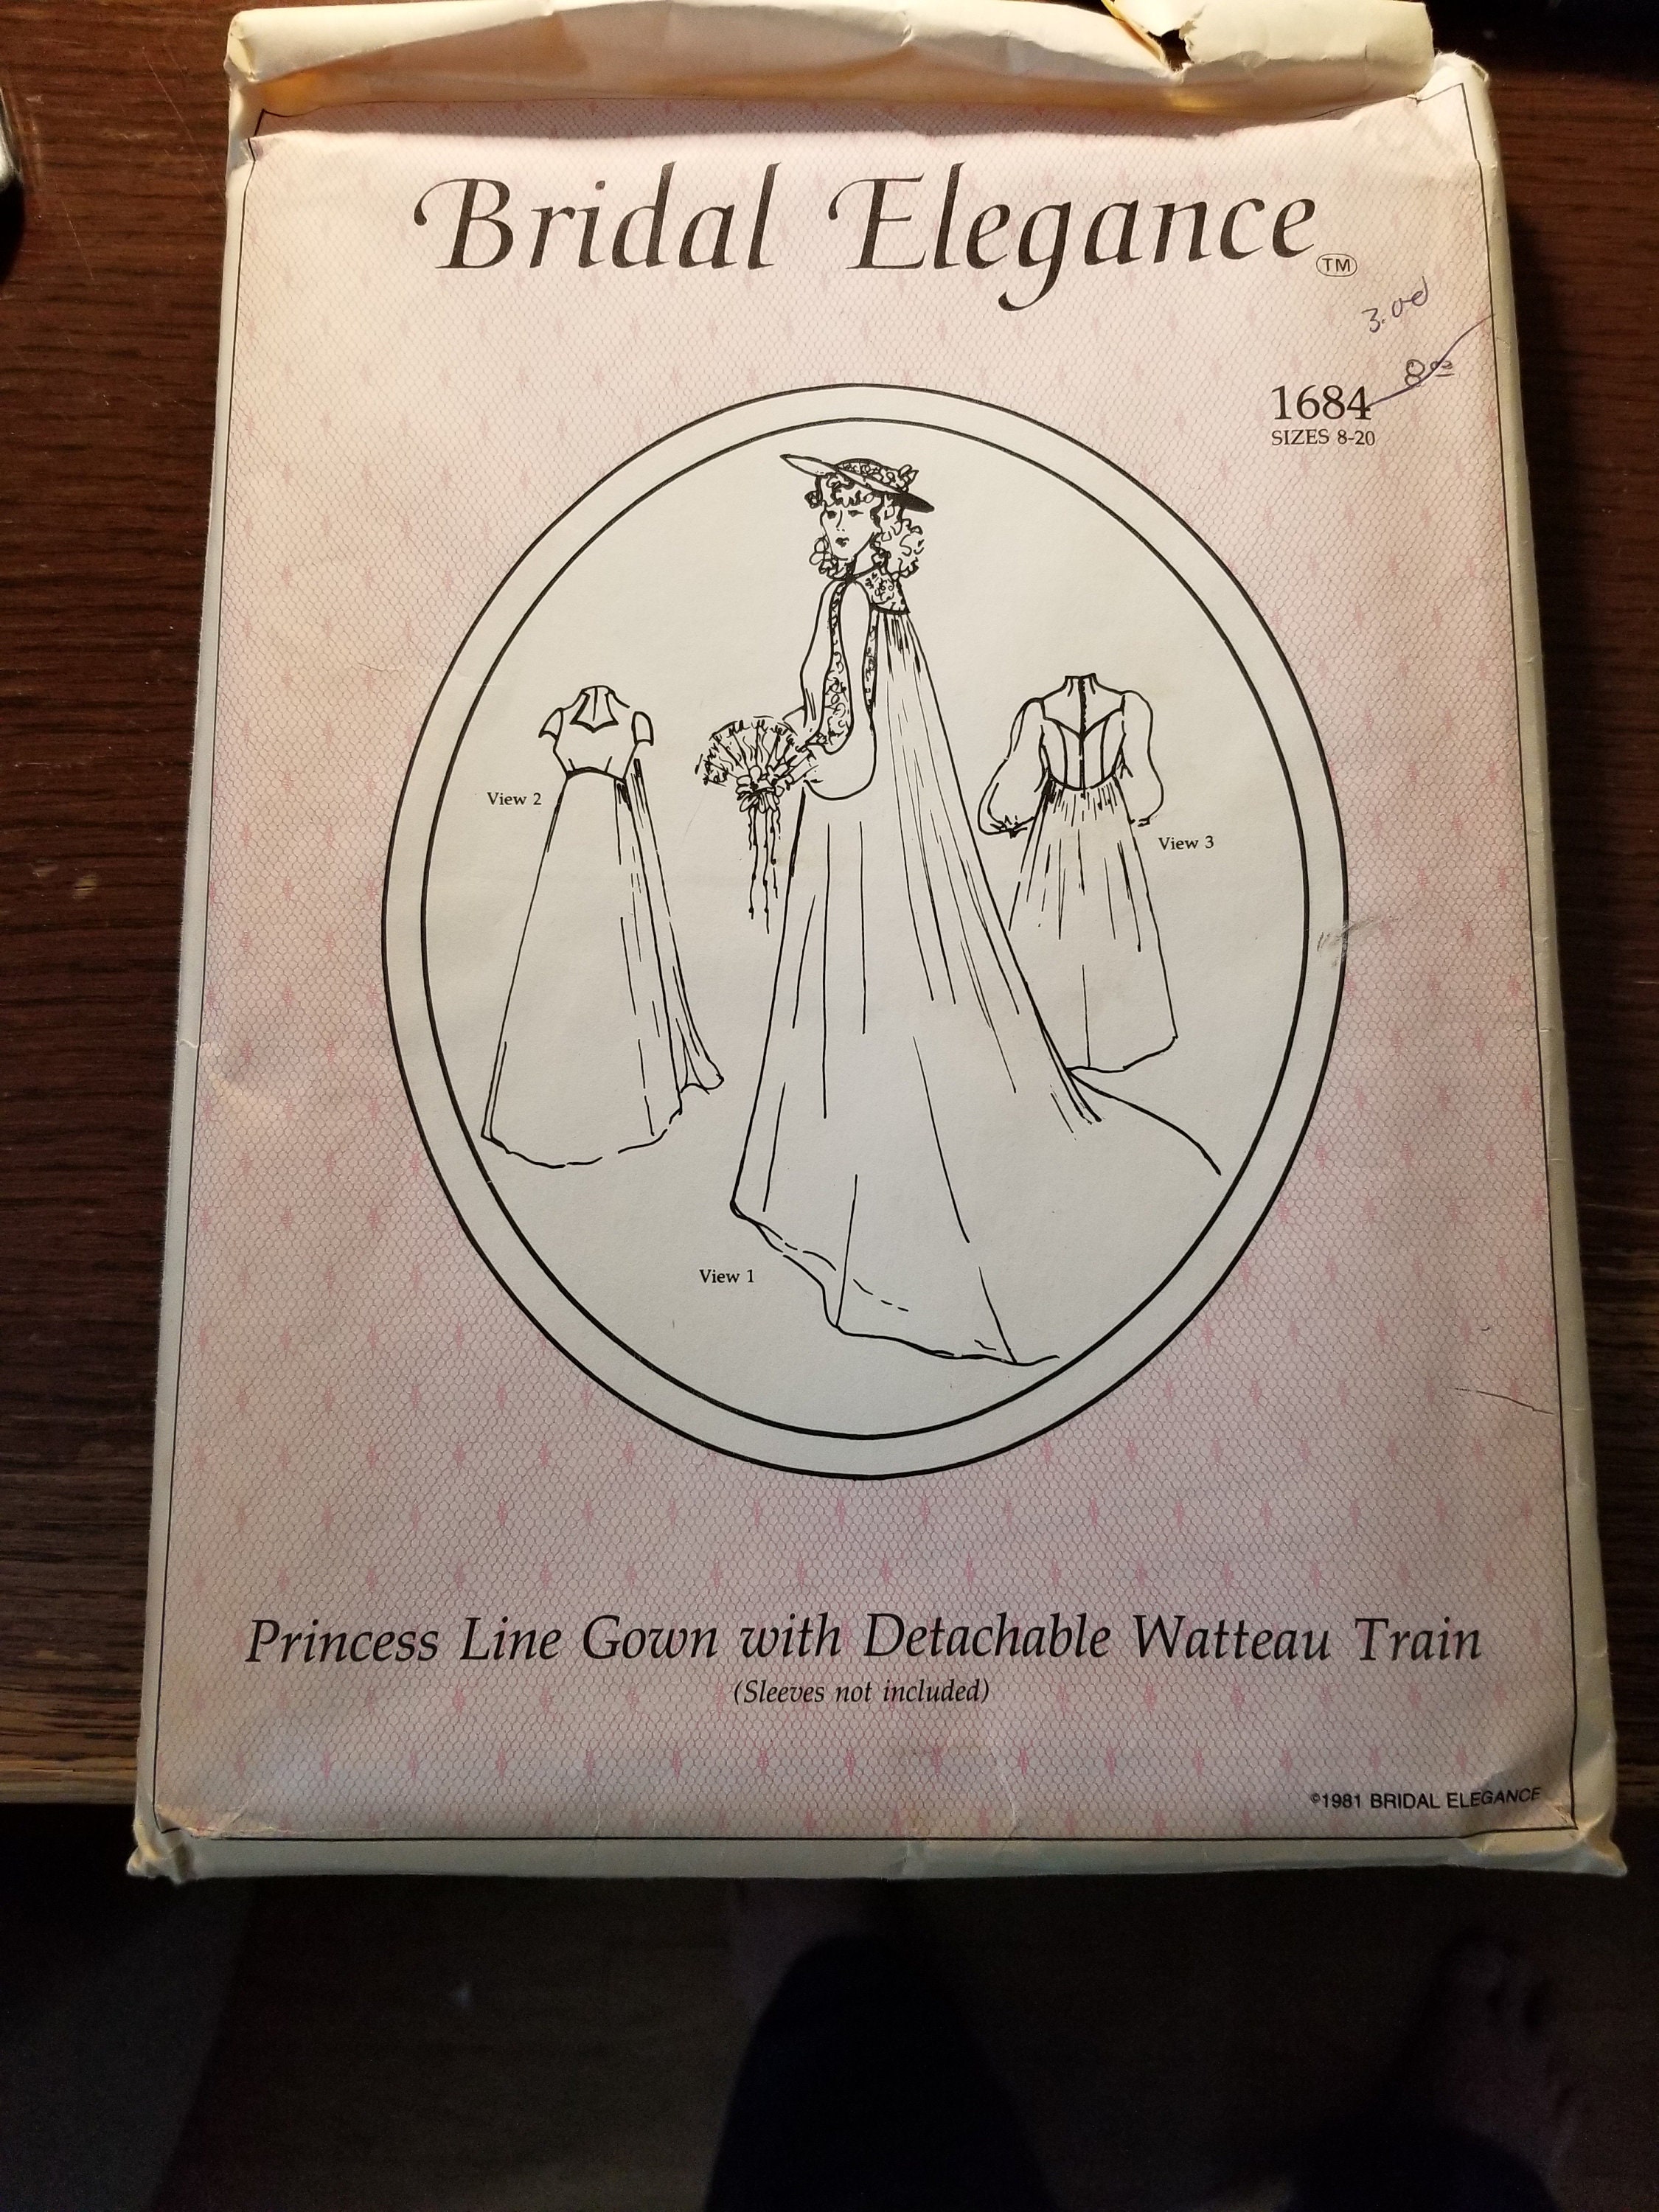 Bridal Elegance TM
3.00
8.00
1684
SIZES 8-20
View 2
View 3
View 1
Princess Line Gown with Detachable Watteau Train
(Sleeves not included)
©1981 BRIDAL ELEGANCE